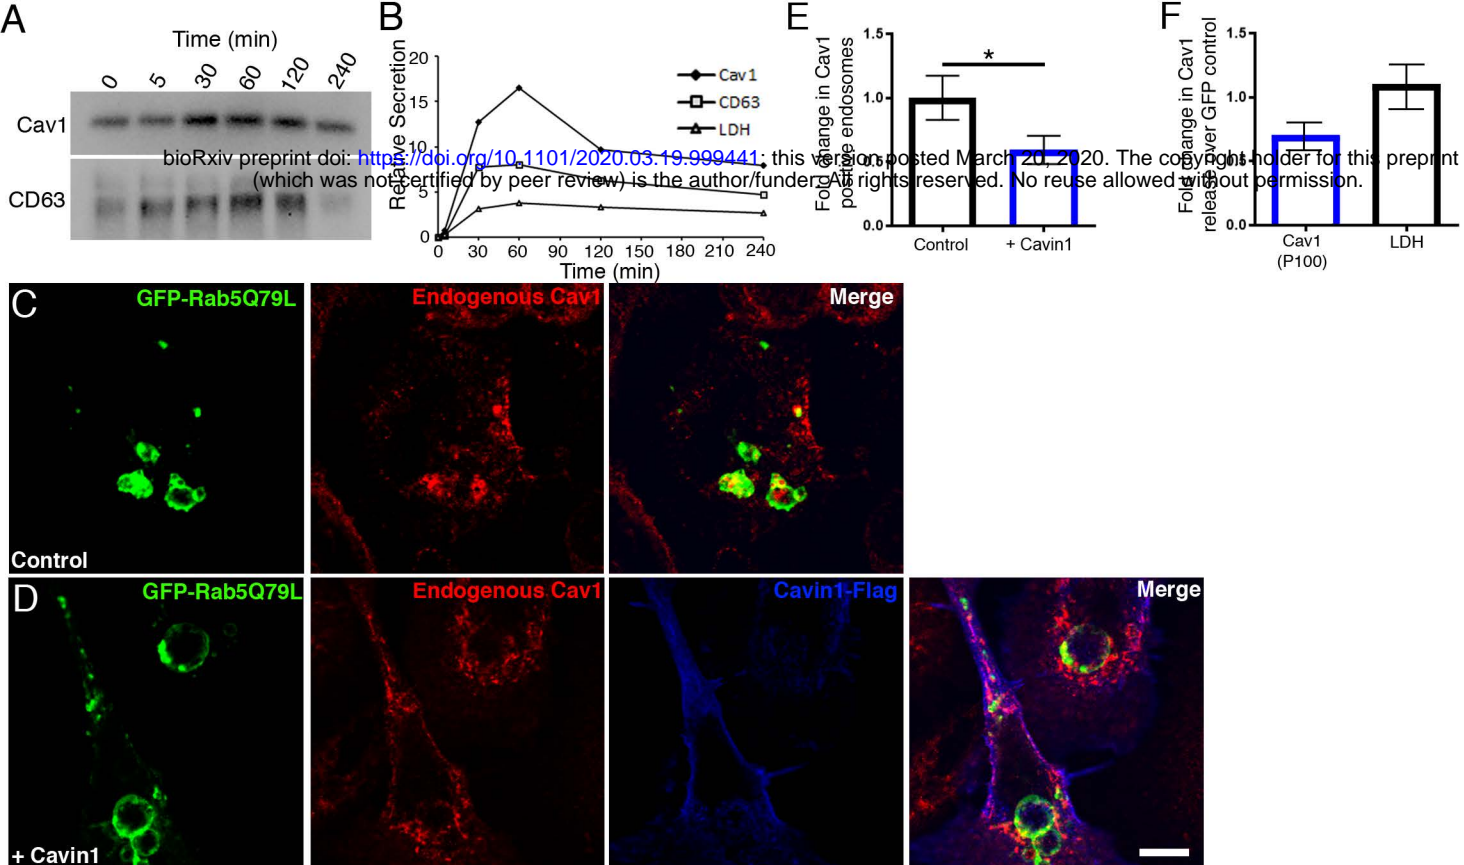 A
Time (min)
0 5 30 60 120 240
Cav1
CD63
B
Relative Secretion
20
15
10
5
0
0 30 60 90 120 150 180 210 240
Time (min)
Cav1
CD63
LDH
E
Fold change in Cav1
positive endosomes
1.5
1.0
0.5
0.0
*
Control + Cavin1
F
Fold change in Cav1
release over GFP control
1.5
1.0
0.5
0.0
Cav1 LDH
(P100)
bioRxiv preprint doi: https://doi.org/10.1101/2020.03.19.999441; this version posted March 20, 2020. The copyright holder for this preprint
(which was not certified by peer review) is the author/funder. All rights reserved. No reuse allowed without permission.
C
GFP-Rab5Q79L
Endogenous Cav1
Merge
Control
D
GFP-Rab5Q79L
Endogenous Cav1
Cavin1-Flag
Merge
+ Cavin1